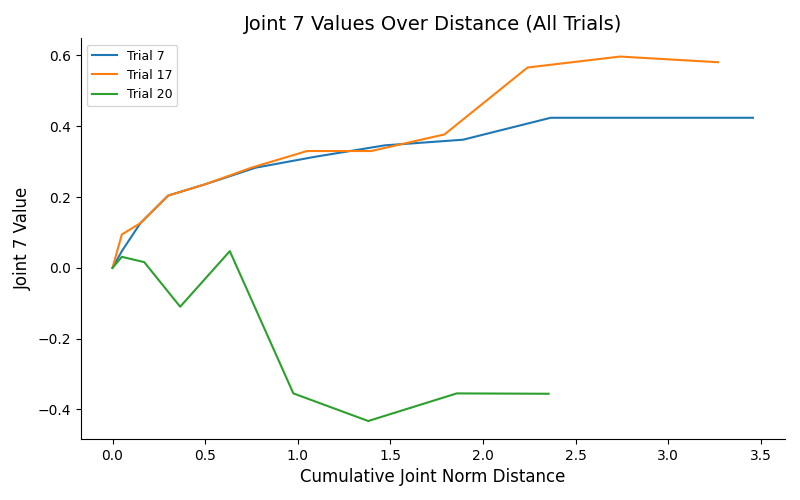 Joint 7 Values Over Distance (All Trials)
Trial 7
Trial 17
Trial 20
Joint 7 Value
0.6
0.4
0.2
0.0
−0.2
−0.4
0.0 0.5 1.0 1.5 2.0 2.5 3.0 3.5
Cumulative Joint Norm Distance